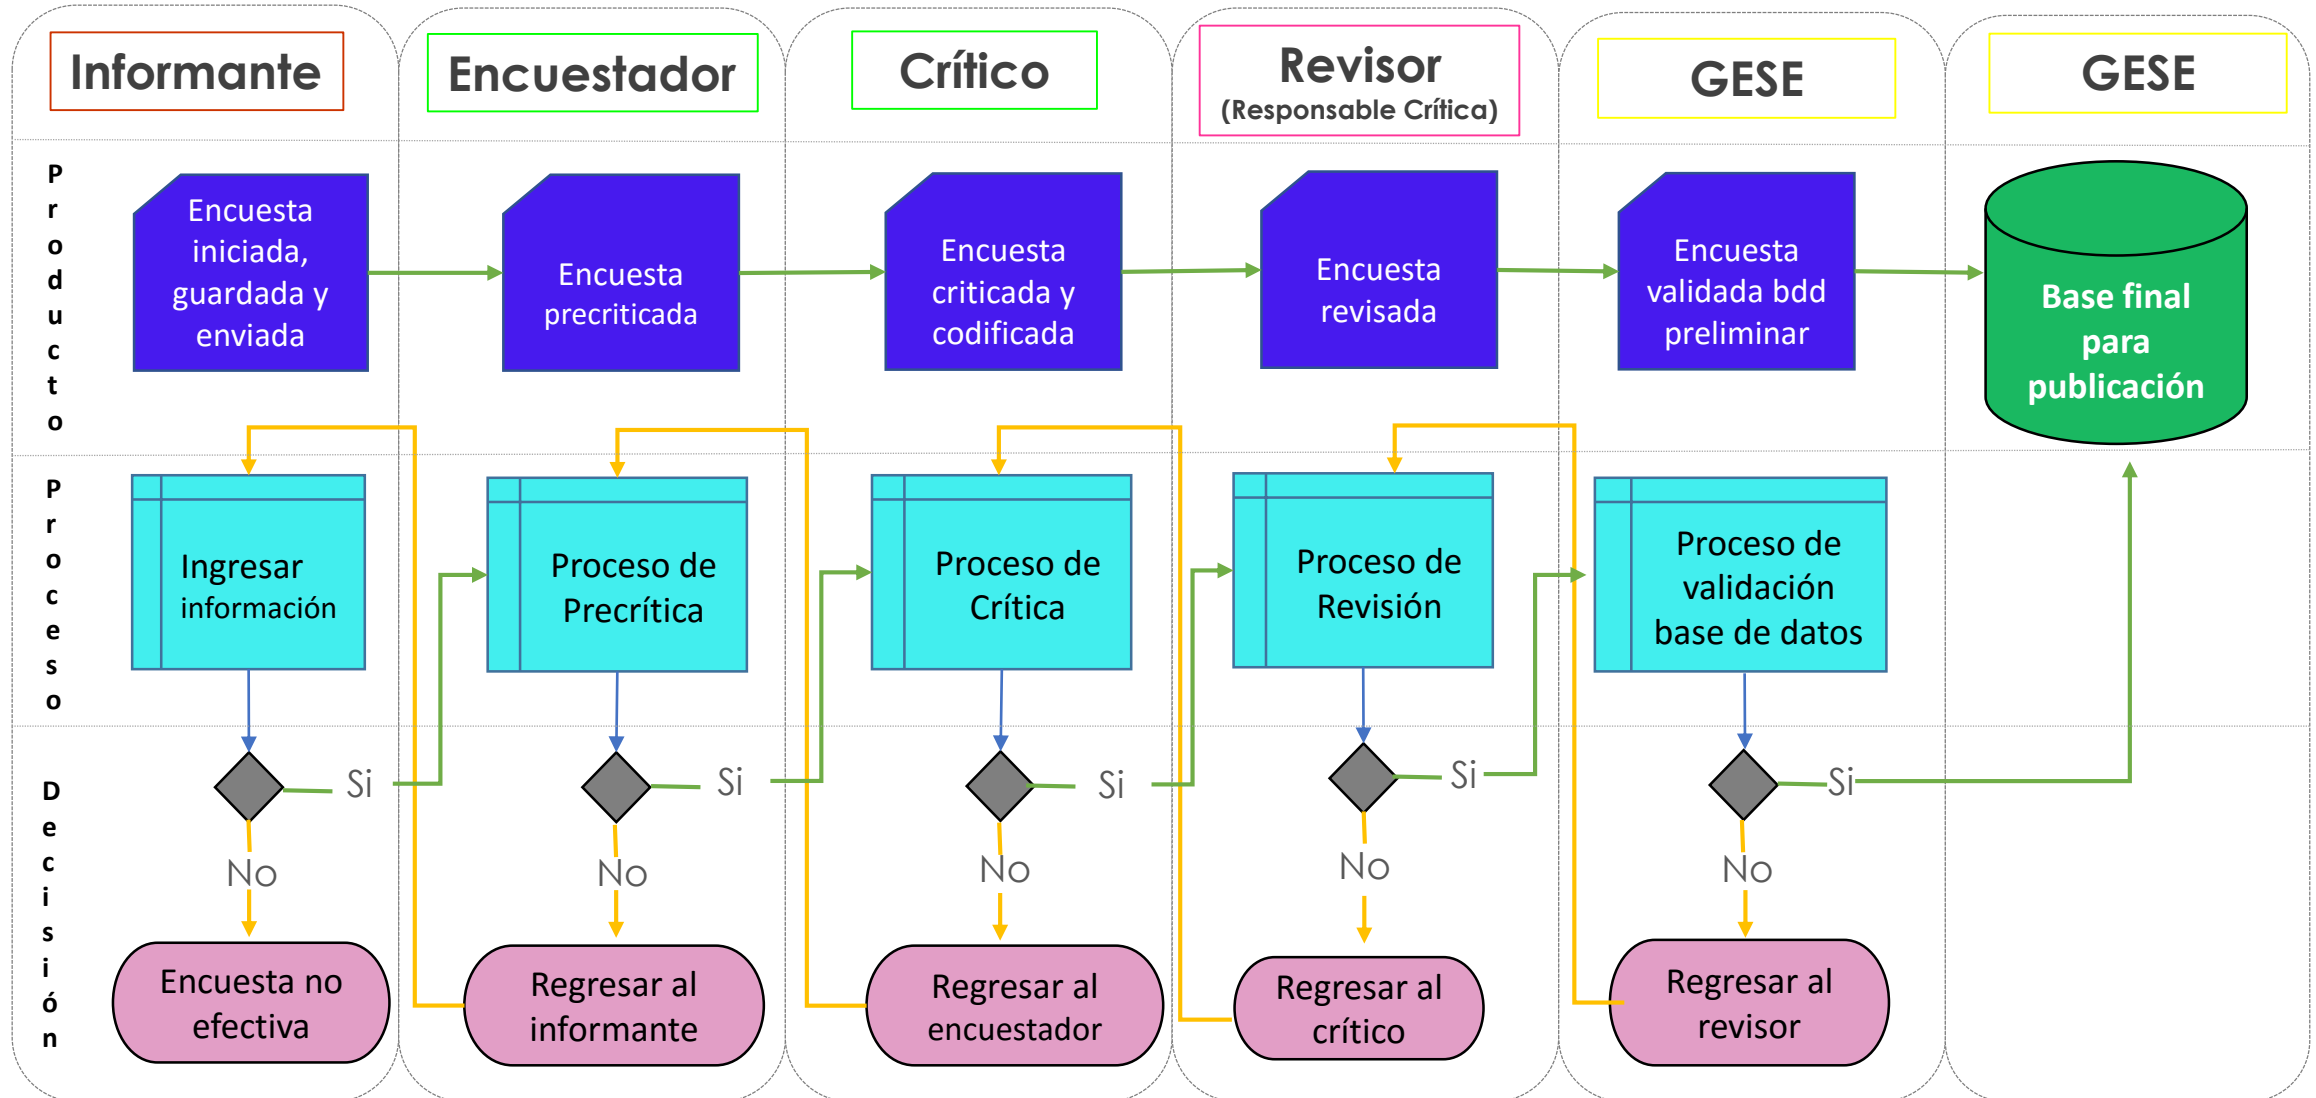 Informante
Encuestador
Crítico
Revisor
(Responsable Crítica)
GESE
GESE
Producto
Encuesta
iniciada,
guardada y
enviada
Encuesta
precriticada
Encuesta
criticada y
codificada
Encuesta
revisada
Encuesta
validada bdd
preliminar
Base final
para
publicación
Proceso
Ingresar
información
Proceso de
Precrítica
Proceso de
Crítica
Proceso de
Revisión
Proceso de
validación
base de datos
Decisión
Si
Si
Si
Si
Si
No
No
No
No
No
Encuesta no
efectiva
Regresar al
informante
Regresar al
encuestador
Regresar al
crítico
Regresar al
revisor